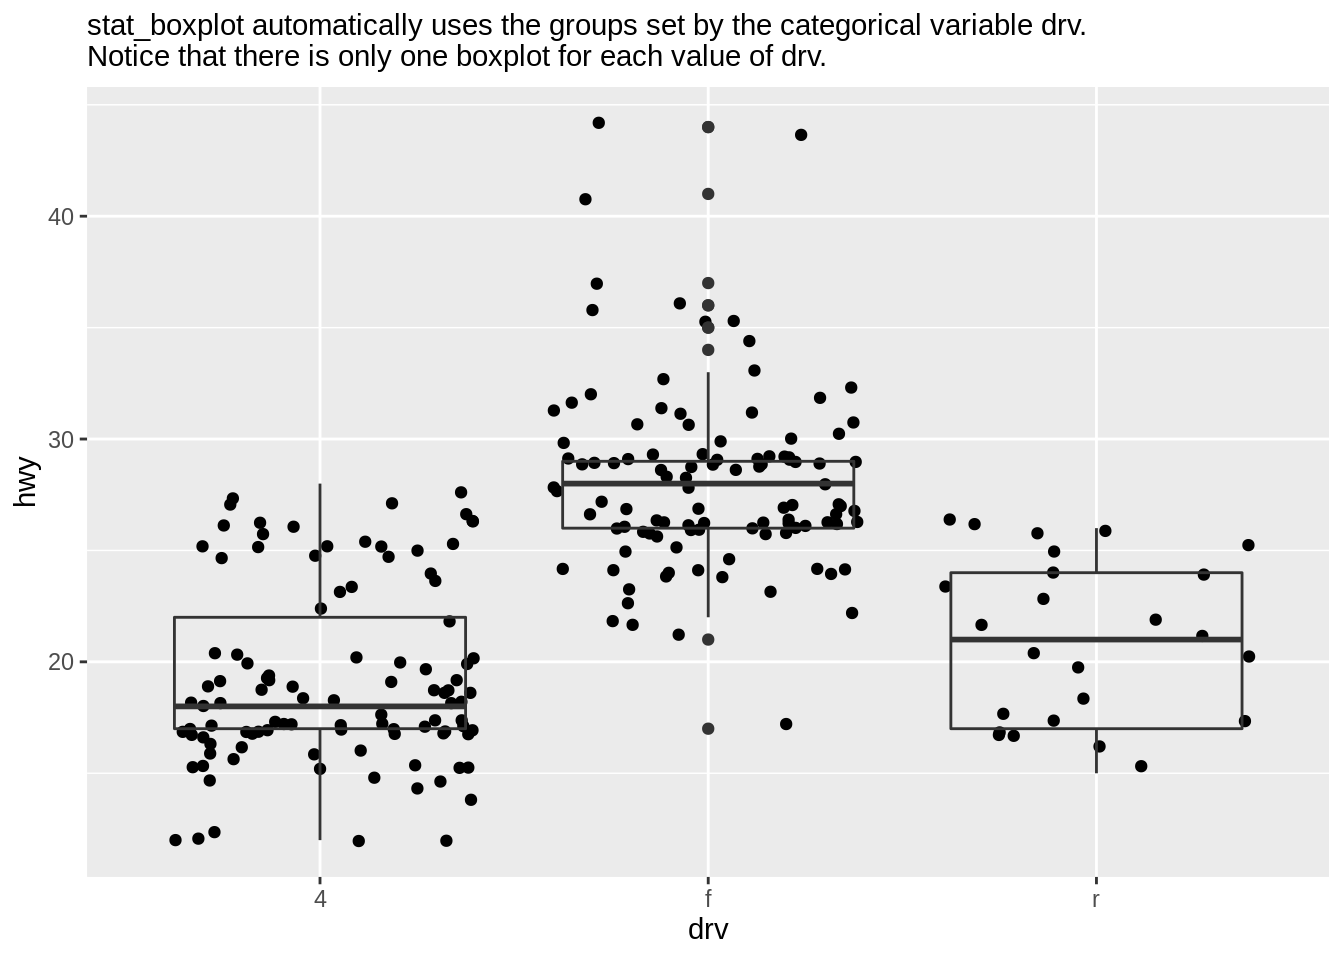 stat_boxplot automatically uses the groups set by the categorical variable drv.
Notice that there is only one boxplot for each value of drv.
40
30
20
hwy
4
f
r
drv